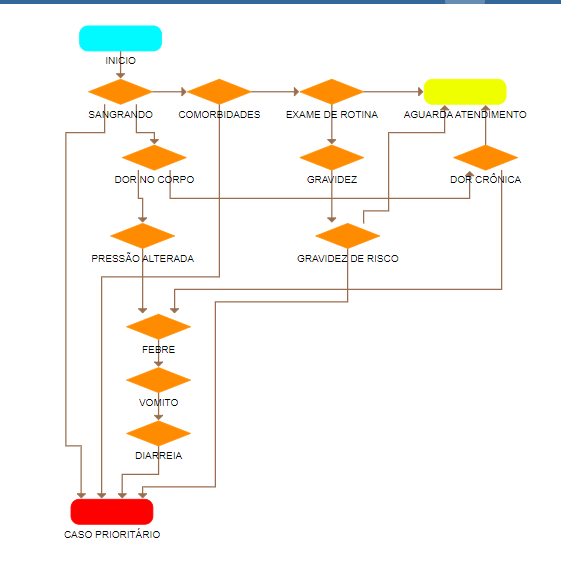 INICIO
SANGRANDO
COMORBIDADES
EXAME DE ROTINA
AGUARDA ATENDIMENTO
DOR NO CORPO
GRAVIDEZ
DOR CRÔNICA
PRESSÃO ALTERADA
GRAVIDEZ DE RISCO
FEBRE
VOMITO
DIARREIA
CASO PRIORITÁRIO